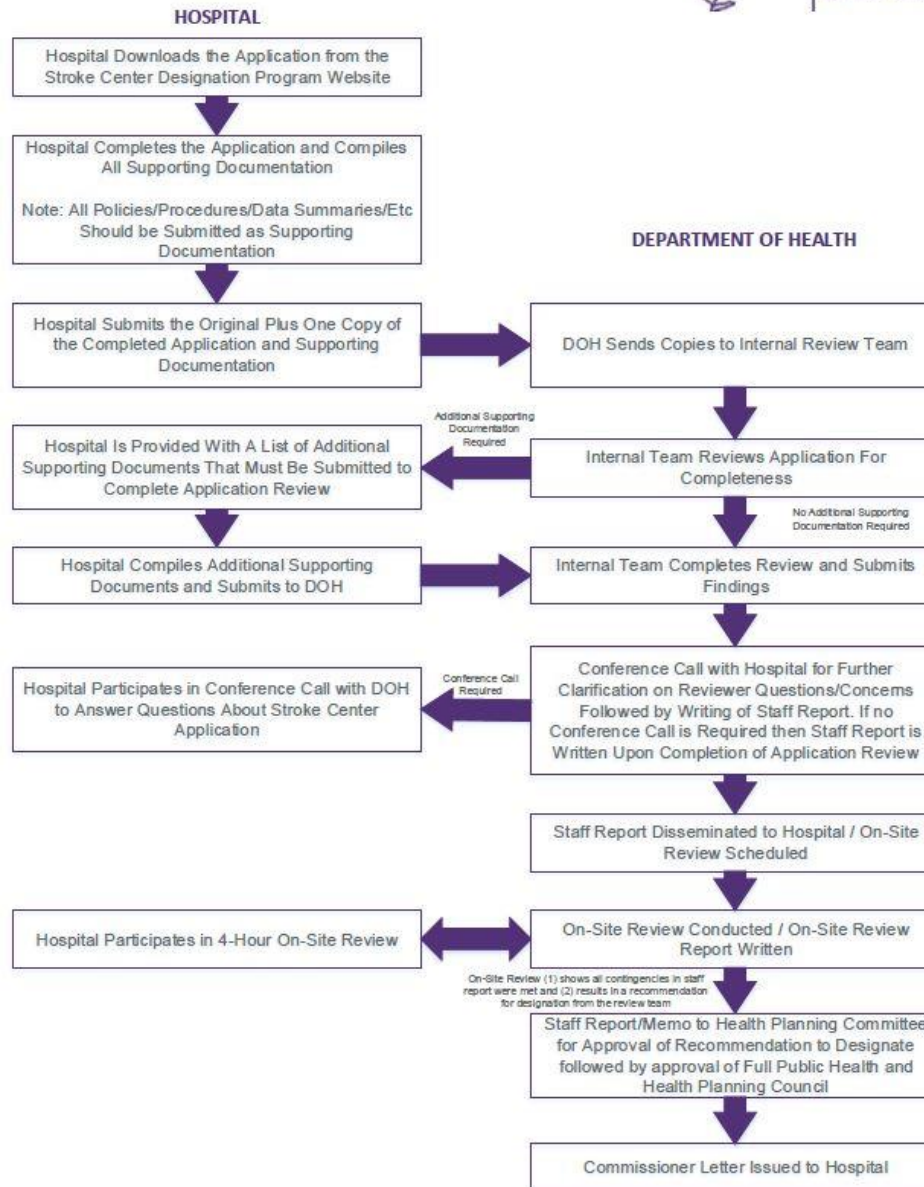 HOSPITAL
Hospital Downloads the Application from the
Stroke Center Designation Program Website
Hospital Completes the Application and Compiles
All Supporting Documentation
Note: All Policies/Procedures/Data Summaries/Etc
Should be Submitted as Supporting
Documentation
DEPARTMENT OF HEALTH
Hospital Submits the Original Plus One Copy of
the Completed Application and Supporting
Documentation
DOH Sends Copies to Internal Review Team
Additional Supporting
Documentation
Required
Hospital Is Provided With A List of Additional
Supporting Documents That Must Be Submitted to
Complete Application Review
Internal Team Reviews Application For
Completeness
No Additional Supporting
Documentation Required
Hospital Compiles Additional Supporting
Documents and Submits to DOH
Internal Team Completes Review and Submits
Findings
Hospital Participates in Conference Call with DOH
to Answer Questions About Stroke Center
Application
Conference Call
Required
Conference Call with Hospital for Further
Clarification on Reviewer Questions/Concerns
Followed by Writing of Staff Report. If no
Conference Call is Required then Staff Report is
Written Upon Completion of Application Review
Staff Report Disseminated to Hospital / On-Site
Review Scheduled
Hospital Participates in 4-Hour On-Site Review
On-Site Review Conducted / On-Site Review
Report Written
On-Site Review (1) shows all contingencies in staff
report were met and (2) results in a recommendation
for designation from the review team
Staff Report/Memo to Health Planning Committee
for Approval of Recommendation to Designate
followed by approval of Full Public Health and
Health Planning Council
Commissioner Letter Issued to Hospital